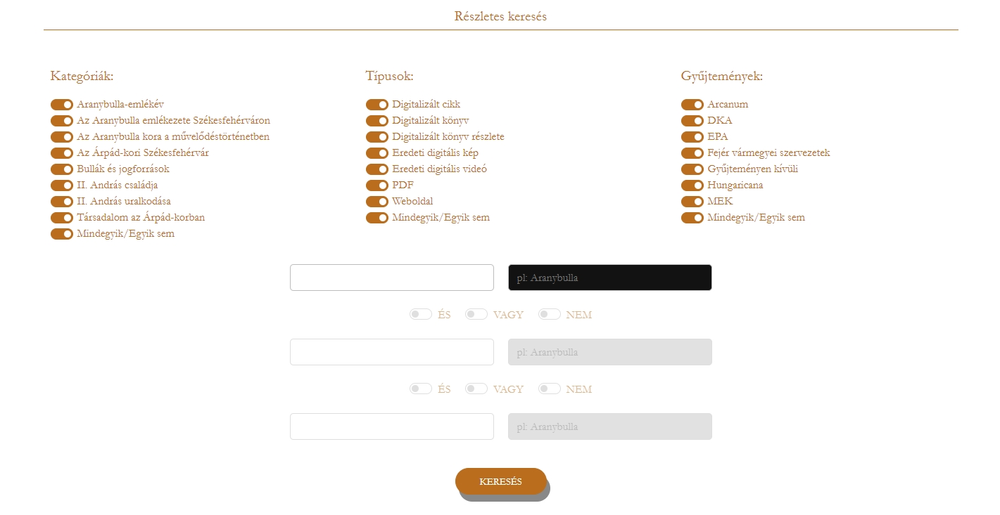 Részletes keresés
Kategóriák:
Aranybulla-emlékév
Az Aranybulla emlékezete Székesfehérváron
Az Aranybulla kora a művelődéstörténetben
Az Árpád-kori Székesfehérvár
Bullák és jogforrások
II. András családja
II. András uralkodása
Társadalom az Árpád-korban
Mindegyik/Egyik sem
Típusok:
Digitalizált cikk
Digitalizált könyv
Digitalizált könyv részlete
Eredeti digitális kép
Eredeti digitális videó
PDF
Weboldal
Mindegyik/Egyik sem
Gyűjtemények:
Arcanum
DKA
EPA
Fejér vármegyei szervezetek
Gyűjteményen kívüli
Hungaricana
MEK
Mindegyik/Egyik sem
pl: Aranybulla
ÉS VAGY NEM
pl: Aranybulla
ÉS VAGY NEM
pl: Aranybulla
KERESÉS